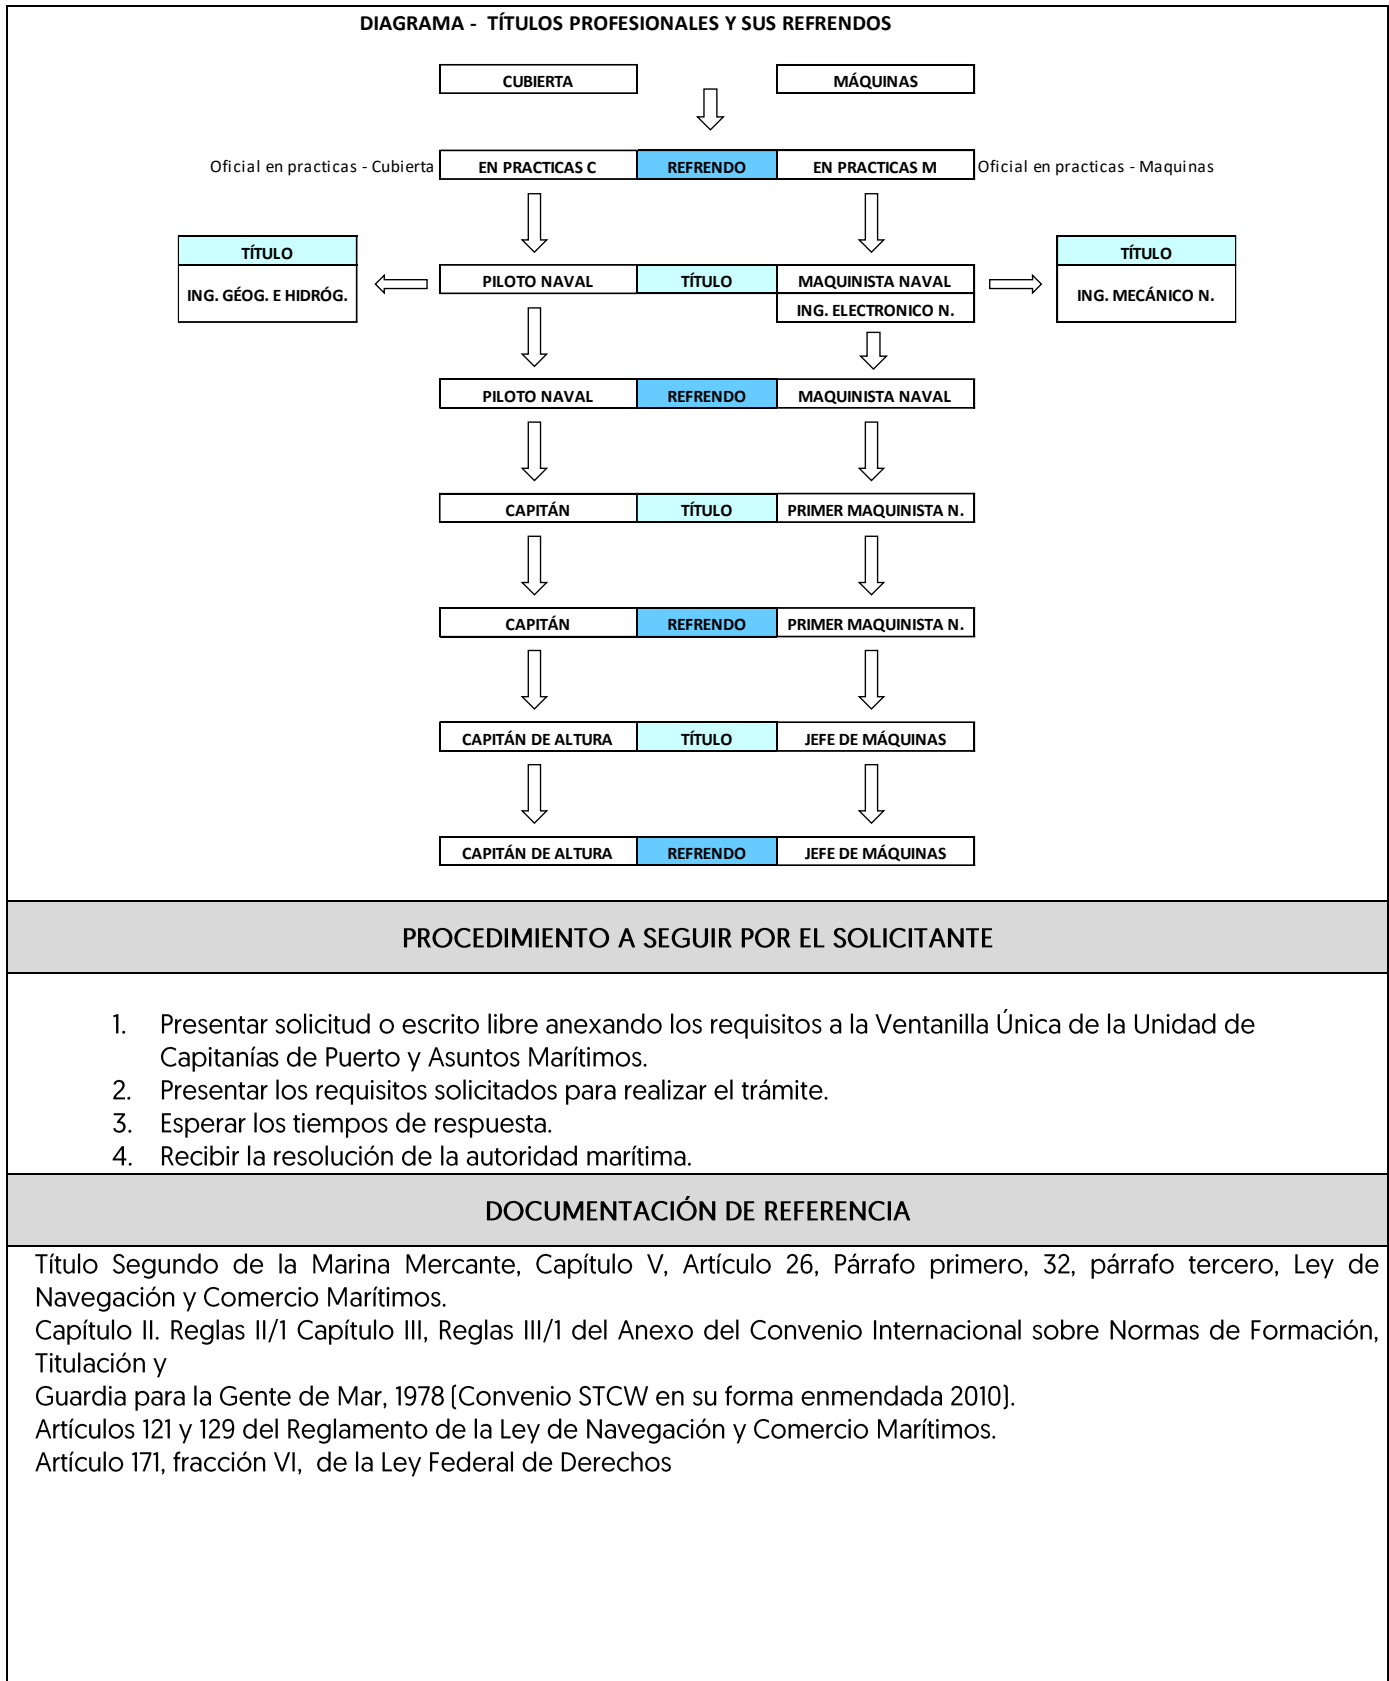 DIAGRAMA - TÍTULOS PROFESIONALES Y SUS REFRENDOS
CUBIERTA MÁQUINAS
Oficial en practicas - Cubierta EN PRACTICAS C REFRENDO EN PRACTICAS M Oficial en practicas - Maquinas
TÍTULO TÍTULO
PILOTO NAVAL TÍTULO MAQUINISTA NAVAL
ING. GÉOG. E HIDRÓG. ING. MECÁNICO N.
ING. ELECTRONICO N.
PILOTO NAVAL REFRENDO MAQUINISTA NAVAL
CAPITÁN TÍTULO PRIMER MAQUINISTA N.
CAPITÁN REFRENDO PRIMER MAQUINISTA N.
CAPITÁN DE ALTURA TÍTULO JEFE DE MÁQUINAS
CAPITÁN DE ALTURA REFRENDO JEFE DE MÁQUINAS
PROCEDIMIENTO A SEGUIR POR EL SOLICITANTE
1. Presentar solicitud o escrito libre anexando los requisitos a la Ventanilla Única de la Unidad de
Capitanías de Puerto y Asuntos Marítimos.
2. Presentar los requisitos solicitados para realizar el trámite.
3. Esperar los tiempos de respuesta.
4. Recibir la resolución de la autoridad marítima.
DOCUMENTACIÓN DE REFERENCIA
Título Segundo de la Marina Mercante, Capítulo V, Artículo 26, Párrafo primero, 32, párrafo tercero, Ley de
Navegación y Comercio Marítimos.
Capítulo II. Reglas II/1 Capítulo III, Reglas III/1 del Anexo del Convenio Internacional sobre Normas de Formación,
Titulación y
Guardia para la Gente de Mar, 1978 (Convenio STCW en su forma enmendada 2010).
Artículos 121 y 129 del Reglamento de la Ley de Navegación y Comercio Marítimos.
Artículo 171, fracción VI, de la Ley Federal de Derechos